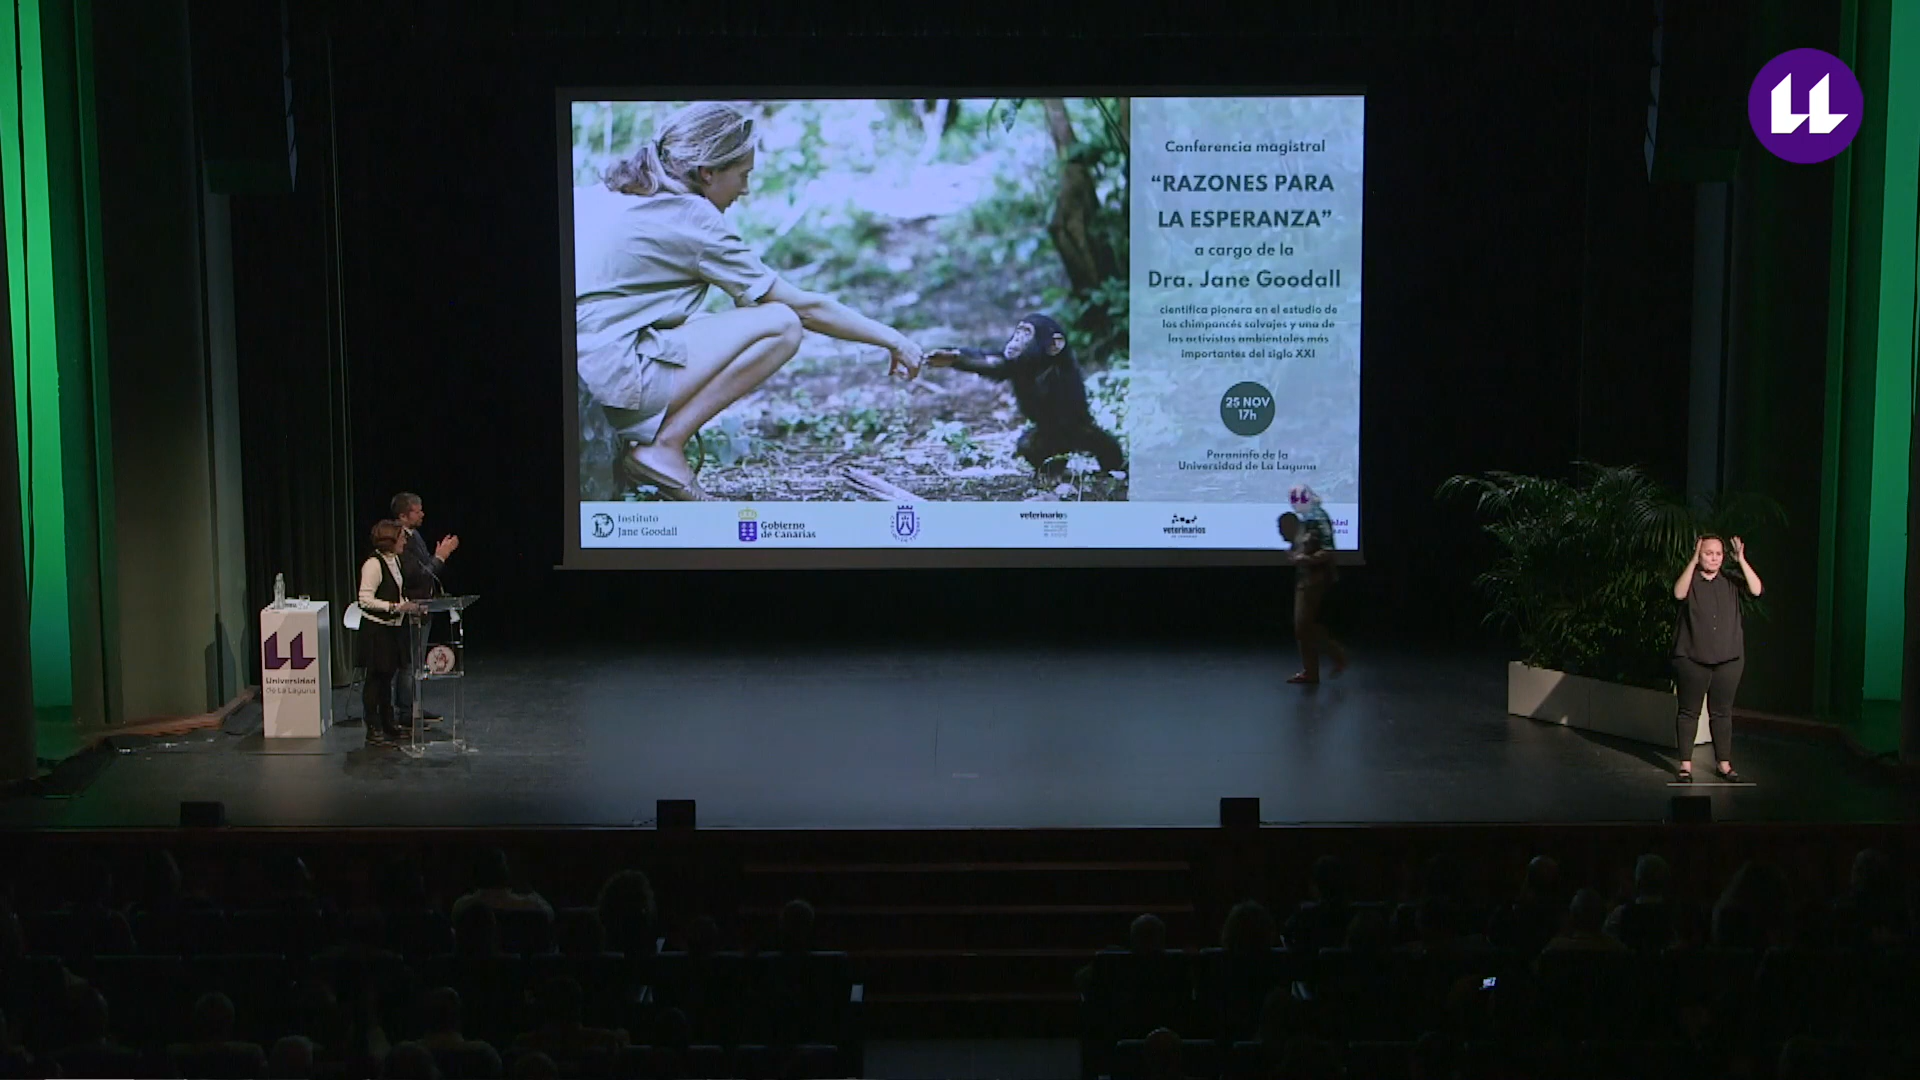 Conferencia magistral
“RAZONES PARA
LA ESPERANZA”
a cargo de la
Dra. Jane Goodall
científica pionera en el estudio de
los chimpancés salvajes y una de
las activistas ambientales más
importantes del siglo XXI
25 NOV
17h
Paraninfo de la
Universidad de La Laguna
Instituto
Jane Goodall
Gobierno
de Canarias
veterinarios
veterinarios
Universidad
de La Laguna